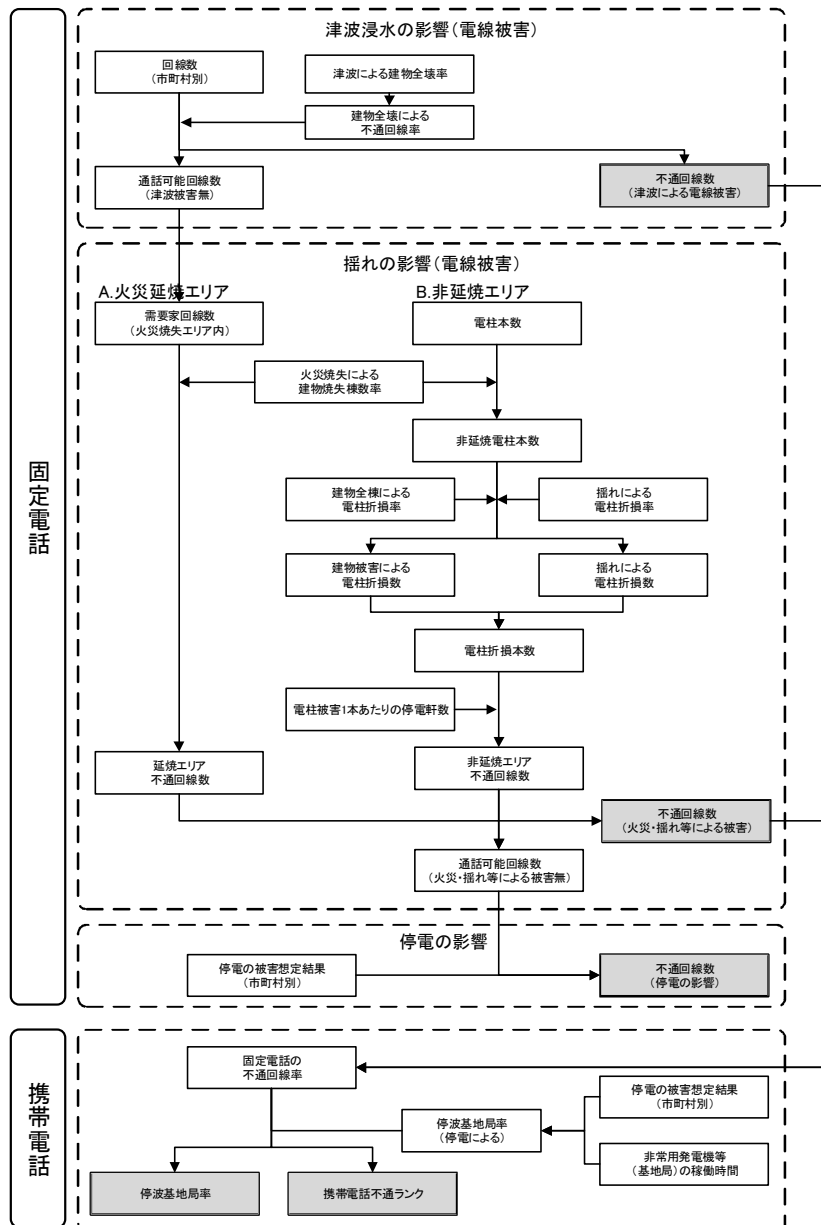 固定電話
津波浸水の影響(電線被害)
回線数
(市町村別)
津波による建物全壊率
建物全壊による
不通回線率
通話可能回線数
(津波被害無)
不通回線数
(津波による電線被害)
揺れの影響(電線被害)
A.火災延焼エリア
B.非延焼エリア
需要家回線数
(火災焼失エリア内)
電柱本数
火災焼失による
建物焼失棟数率
非延焼電柱本数
建物全棟による
電柱折損率
揺れによる
電柱折損率
建物被害による
電柱折損数
揺れによる
電柱折損数
電柱折損本数
電柱被害1本あたりの停電軒数
延焼エリア
不通回線数
非延焼エリア
不通回線数
不通回線数
(火災・揺れ等による被害)
通話可能回線数
(火災・揺れ等による被害無)
停電の影響
停電の被害想定結果
(市町村別)
不通回線数
(停電の影響)
携帯電話
固定電話の
不通回線率
停電の被害想定結果
(市町村別)
停波基地局率
(停電による)
非常用発電機等
(基地局)の稼働時間
停波基地局率
携帯電話不通ランク